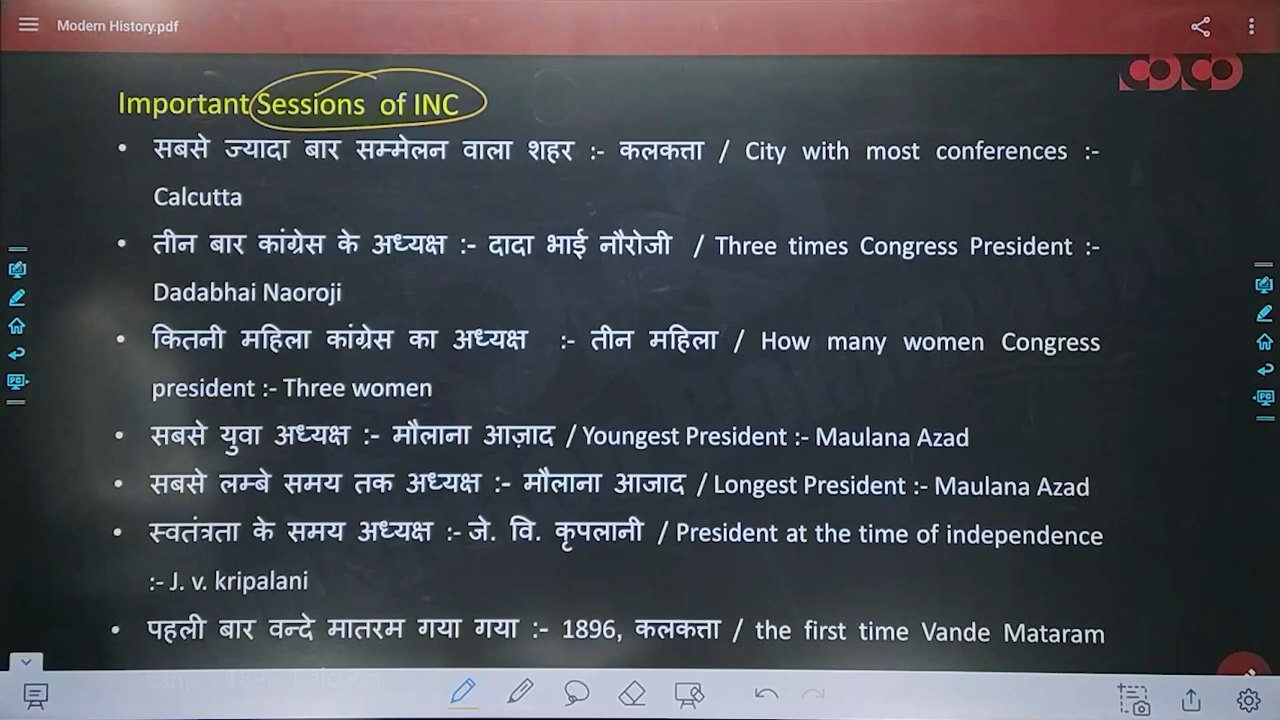 Modern History.pdf
Important Sessions of INC
• सबसे ज्यादा बार सम्मेलन वाला शहर :- कलकत्ता / City with most conferences :-
Calcutta
• तीन बार कांग्रेस के अध्यक्ष :- दादा भाई नौरोजी / Three times Congress President :-
Dadabhai Naoroji
• कितनी महिला कांग्रेस का अध्यक्ष :- तीन महिला / How many women Congress
president :- Three women
• सबसे युवा अध्यक्ष :- मौलाना आज़ाद / Youngest President :- Maulana Azad
• सबसे लम्बे समय तक अध्यक्ष :- मौलाना आजाद / Longest President :- Maulana Azad
• स्वतंत्रता के समय अध्यक्ष :- जे. वि. कृपलानी / President at the time of independence
:- J. v. kripalani
• पहली बार वन्दे मातरम गया गया :- 1896, कलकत्ता / the first time Vande Mataram